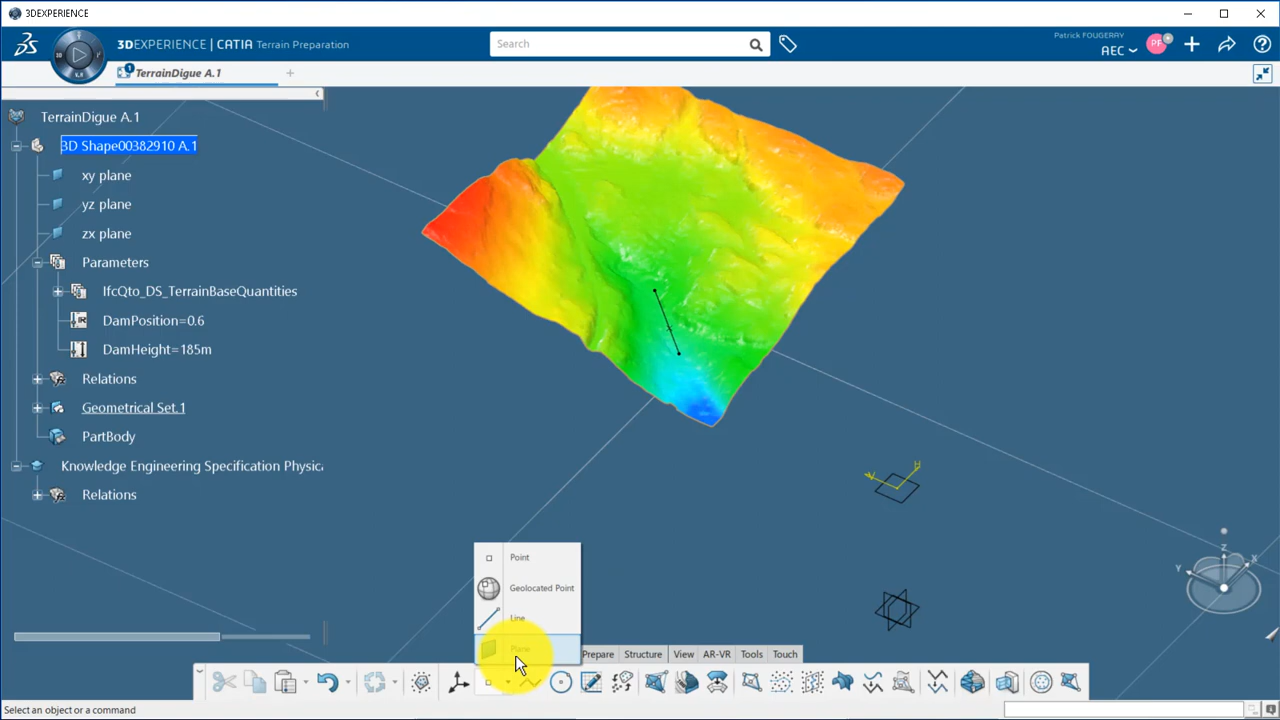 3DEXPERIENCE
3DEXPERIENCE | CATIA Terrain Preparation
Search
Patrick FOUGERAY
AEC
PF
TerrainDigue A.1
TerrainDigue A.1
3D Shape00382910 A.1
xy plane
yz plane
zx plane
Parameters
IfcQto_DS_TerrainBaseQuantities
DamPosition=0.6
DamHeight=185m
Relations
Geometrical Set.1
PartBody
Knowledge Engineering Specification Physica
Relations
Point
Geolocated Point
Line
Plane
Prepare
Structure
View
AR-VR
Tools
Touch
Z
X
Y
Select an object or a command